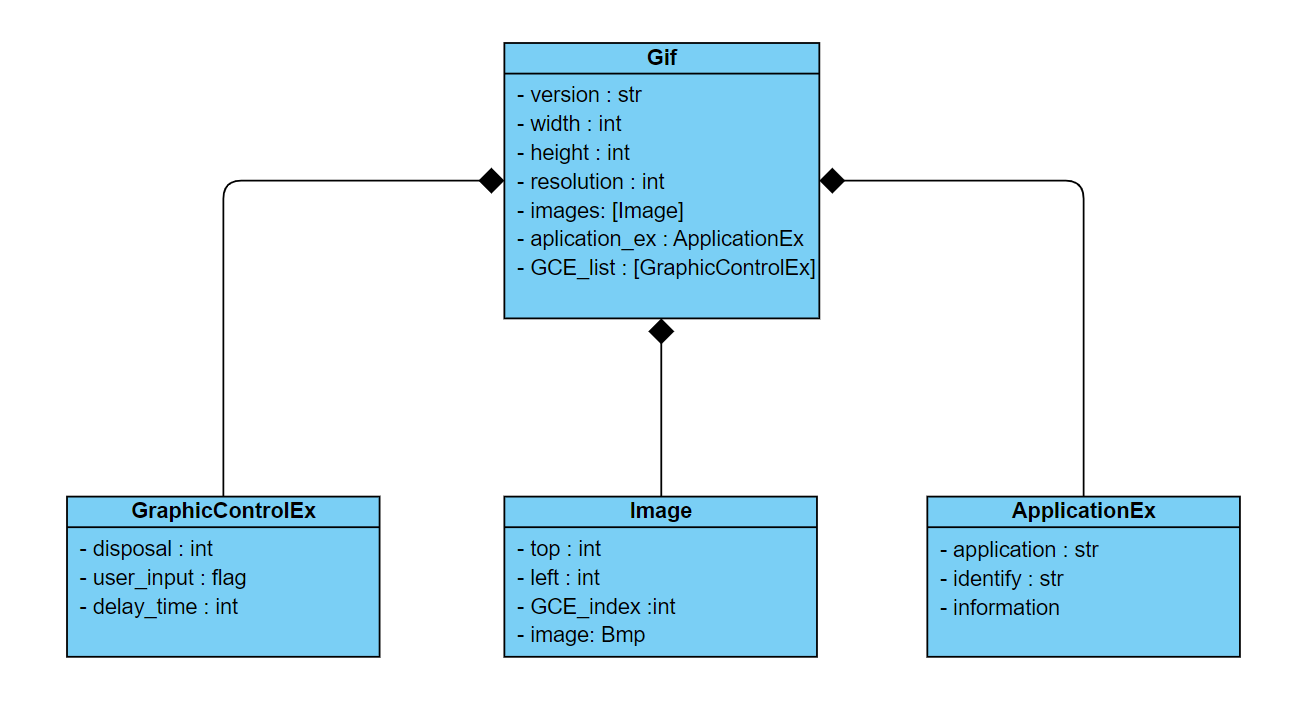 Gif
- version : str
- width : int
- height : int
- resolution : int
- images: [Image]
- aplication_ex : ApplicationEx
- GCE_list : [GraphicControlEx]
GraphicControlEx
- disposal : int
- user_input : flag
- delay_time : int
Image
- top : int
- left : int
- GCE_index :int
- image: Bmp
ApplicationEx
- application : str
- identify : str
- information